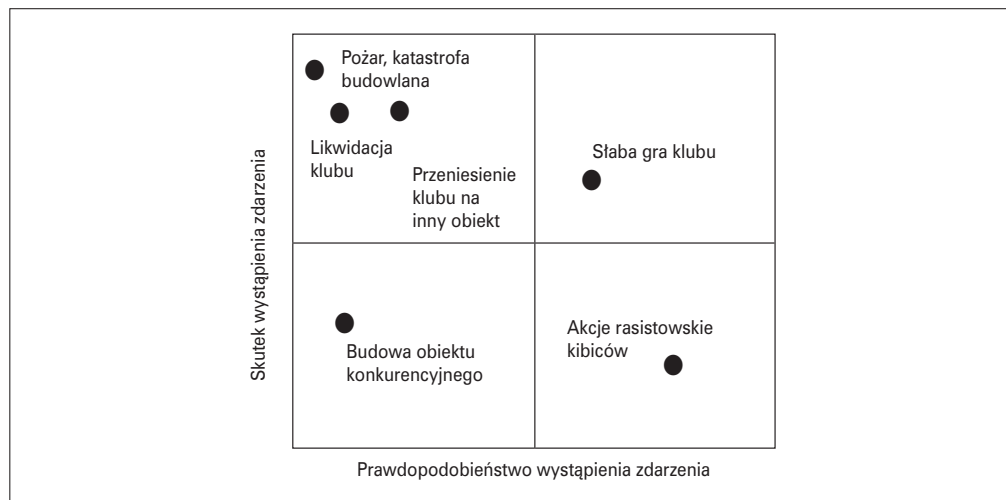 Pożar, katastrofa
budowlana
Likwidacja
klubu
Przeniesienie
klubu na
inny obiekt
Słaba gra klubu
Skutek wystąpienia zdarzenia
Budowa obiektu
konkurencyjnego
Akcje rasistowskie
kibiców
Prawdopodobieństwo wystąpienia zdarzenia